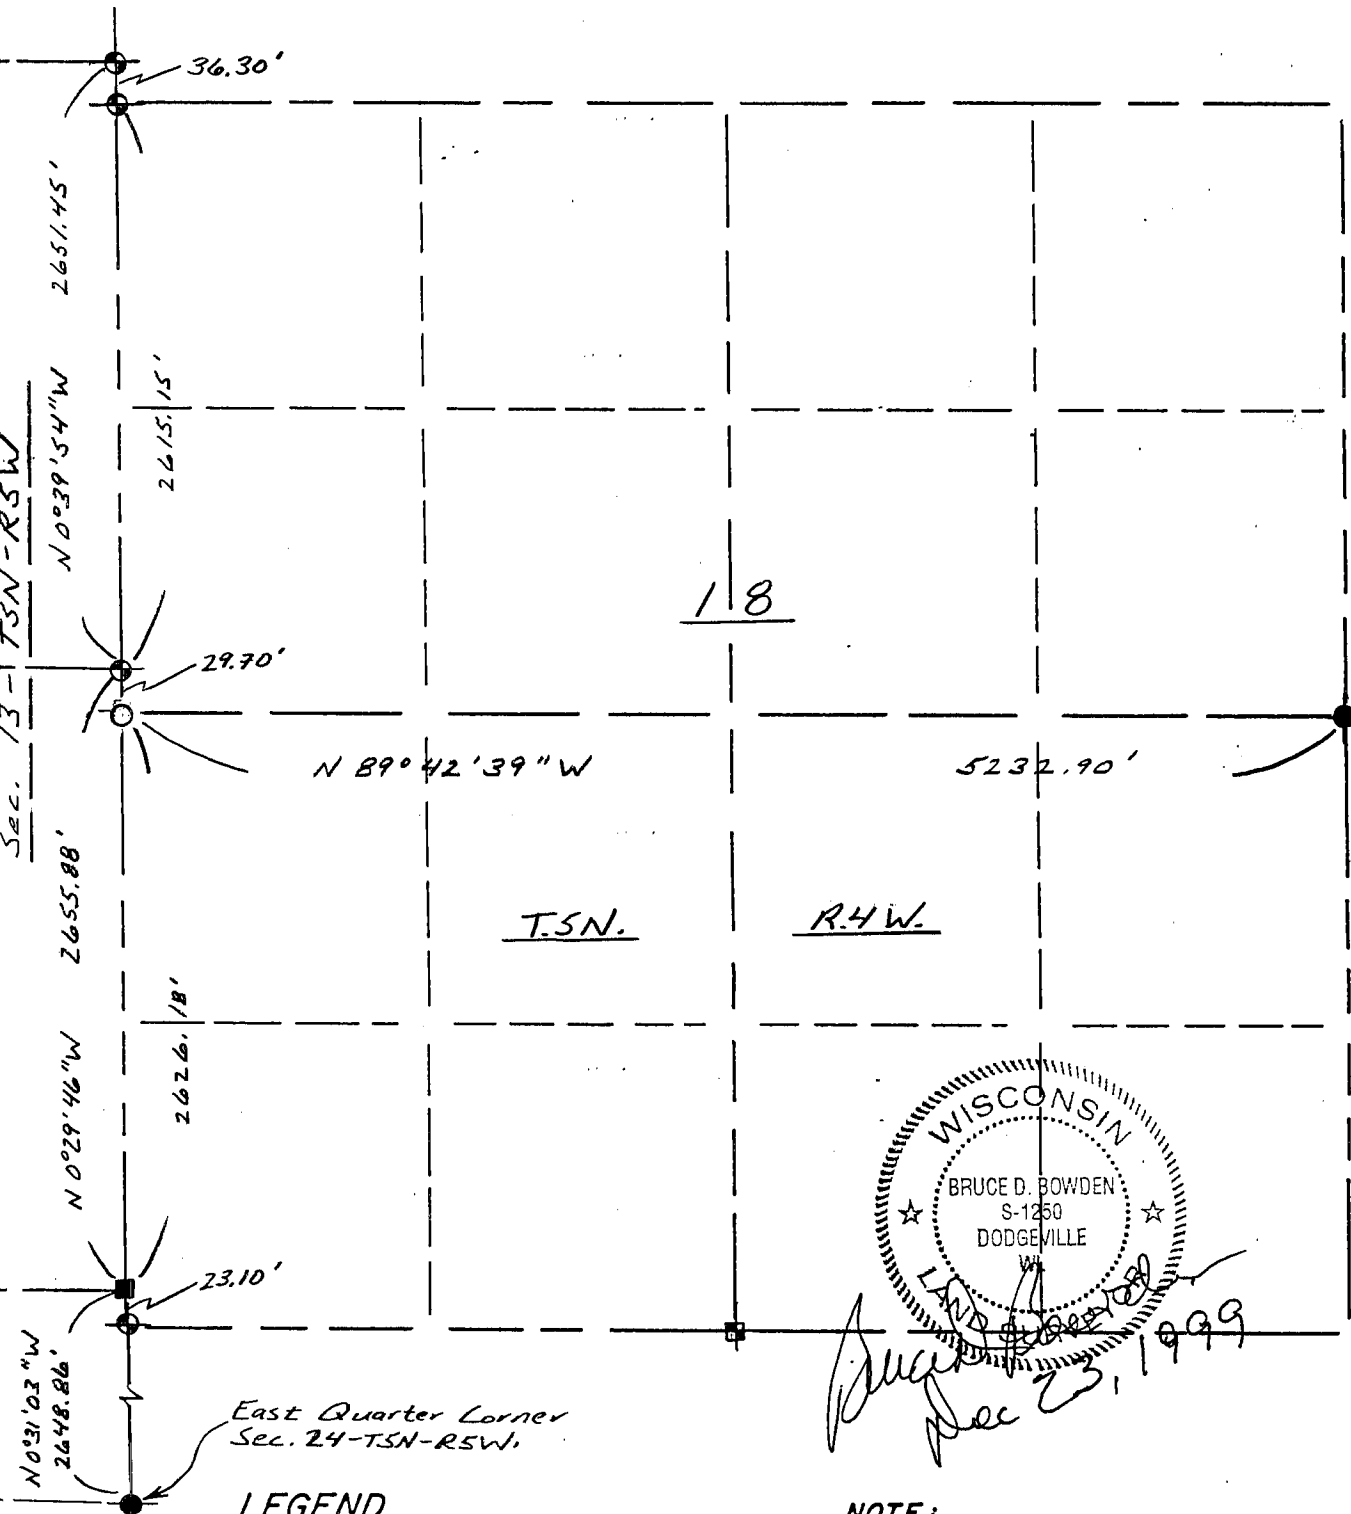 36.30'
2651.45'
N0°39'54"W
2615.15'
Sec. 13-T5N-R5W
18
29.70'
N 89°42'39"W
5232.90'
2655.88'
T.5N.
R.4W.
2626.18'
N0°29'46"W
WISCONSIN
BRUCE D. BOWDEN
S-1250
DODGEVILLE
WI.
LAND SURVEYOR
23.10'
Dec 23, 1999
N0°31'03"W
2648.86'
East Quarter Corner
Sec. 24-T5N-R5W.
LEGEND
NOTE: